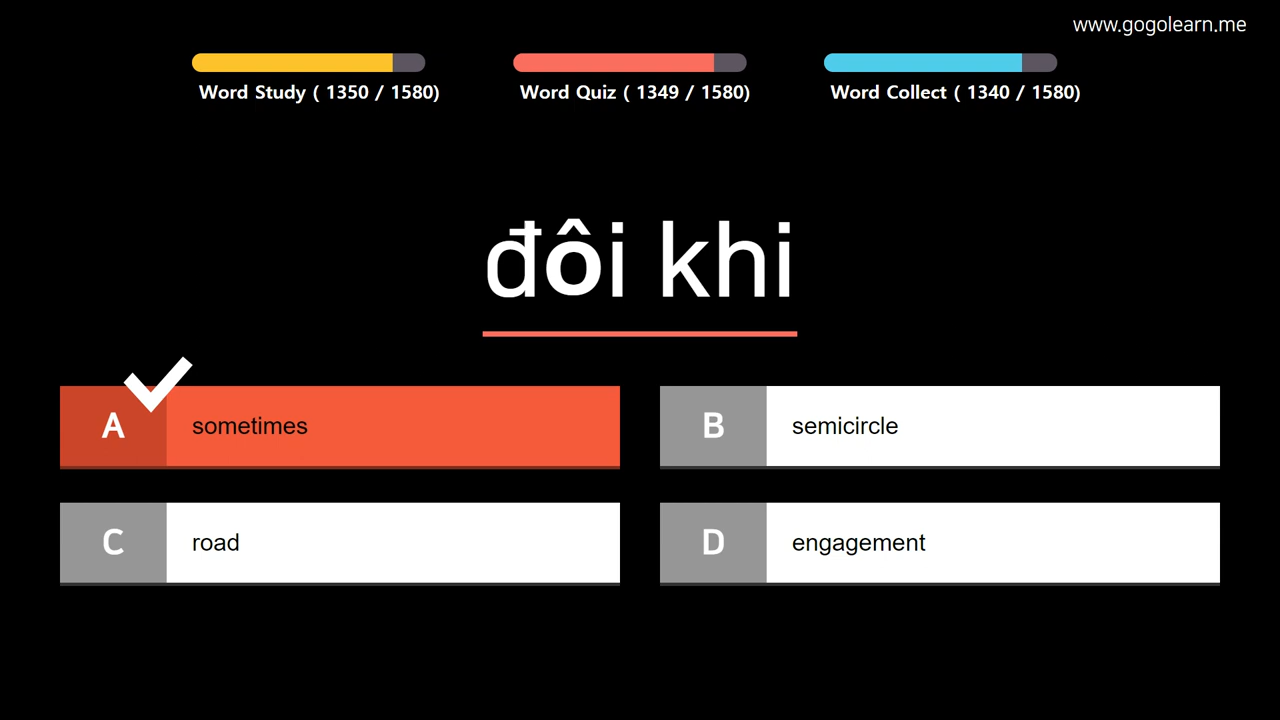 www.gogolearn.me
Word Study ( 1350 / 1580)
Word Quiz ( 1349 / 1580)
Word Collect ( 1340 / 1580)
đôi khi
A sometimes
B semicircle
C road
D engagement